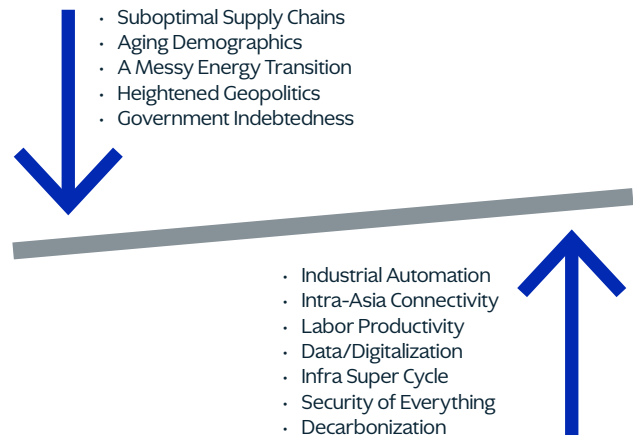 · Suboptimal Supply Chains
· Aging Demographics
· A Messy Energy Transition
· Heightened Geopolitics
· Government Indebtedness
· Industrial Automation
· Intra-Asia Connectivity
· Labor Productivity
· Data/Digitalization
· Infra Super Cycle
· Security of Everything
· Decarbonization